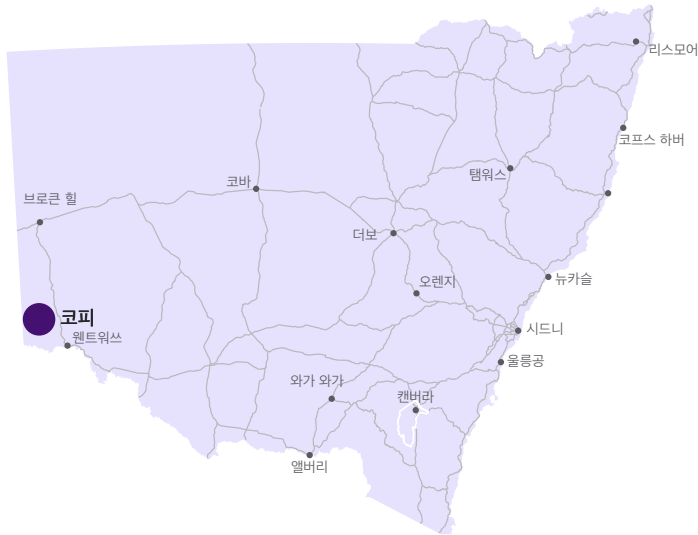 리스모어
코프스 하버
탬워스
코바
브로큰 힐
더보
뉴카슬
오렌지
코피
시드니
웬트워쓰
울릉공
와가 와가
캔버라
앨버리